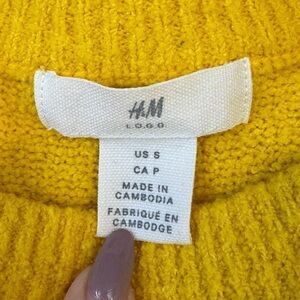 H&M
L.O.G.G
US S
CA P
MADE IN
CAMBODIA
FABRIQUÉ EN
CAMBODGE